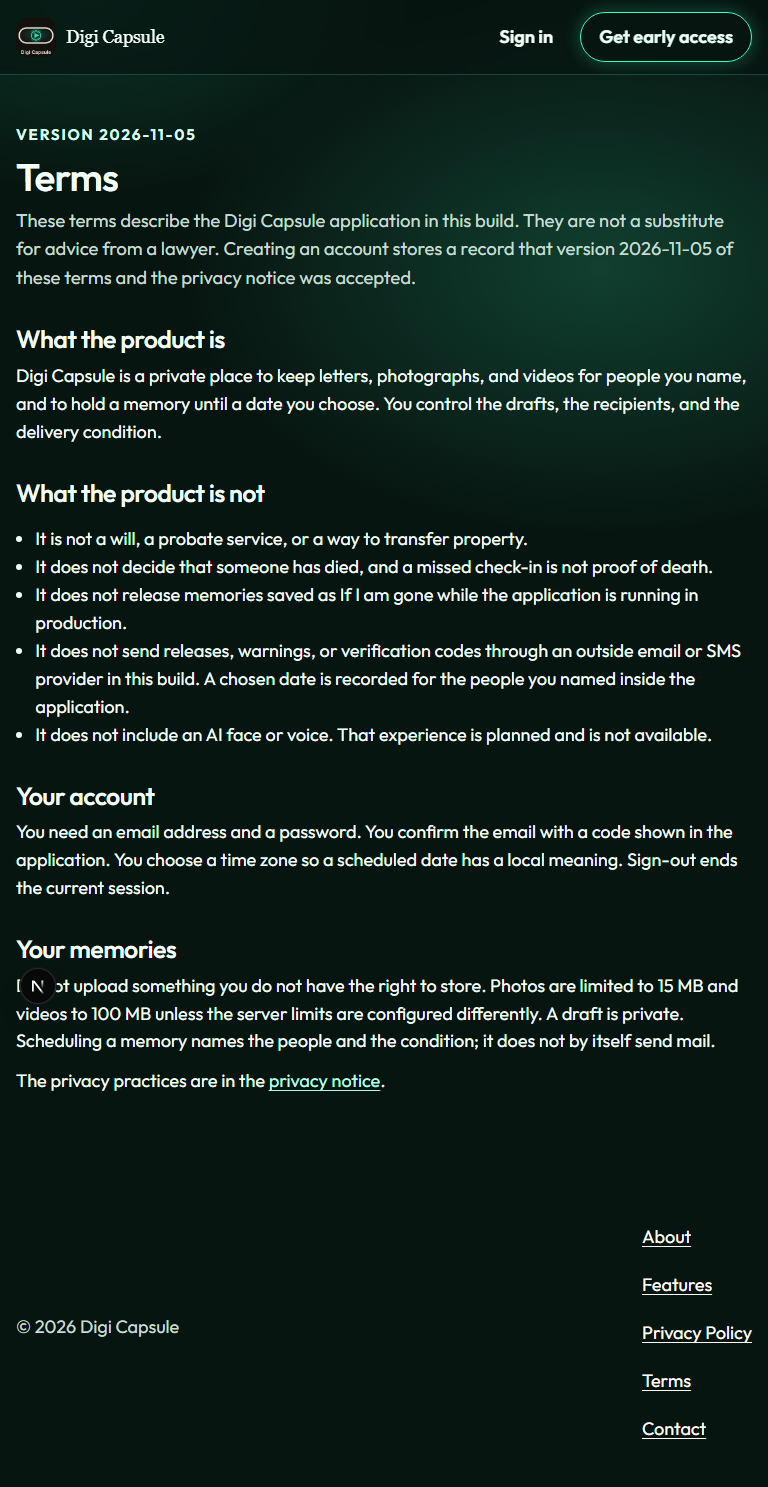 Digi Capsule
Digi Capsule
Sign in
Get early access
VERSION 2026-11-05
Terms
These terms describe the Digi Capsule application in this build. They are not a substitute
for advice from a lawyer. Creating an account stores a record that version 2026-11-05 of
these terms and the privacy notice was accepted.
What the product is
Digi Capsule is a private place to keep letters, photographs, and videos for people you name,
and to hold a memory until a date you choose. You control the drafts, the recipients, and the
delivery condition.
What the product is not
• It is not a will, a probate service, or a way to transfer property.
• It does not decide that someone has died, and a missed check-in is not proof of death.
• It does not release memories saved as If I am gone while the application is running in
production.
• It does not send releases, warnings, or verification codes through an outside email or SMS
provider in this build. A chosen date is recorded for the people you named inside the
application.
• It does not include an AI face or voice. That experience is planned and is not available.
Your account
You need an email address and a password. You confirm the email with a code shown in the
application. You choose a time zone so a scheduled date has a local meaning. Sign-out ends
the current session.
Your memories
N
upload something you do not have the right to store. Photos are limited to 15 MB and
videos to 100 MB unless the server limits are configured differently. A draft is private.
Scheduling a memory names the people and the condition; it does not by itself send mail.
The privacy practices are in the privacy notice.
About
Features
© 2026 Digi Capsule
Privacy Policy
Terms
Contact